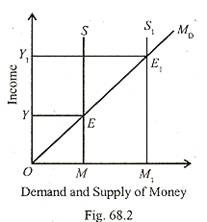 S
S₁
M_D
Y₁
E₁
Income
Y
E
O
M
M₁
Demand and Supply of Money
Fig. 68.2